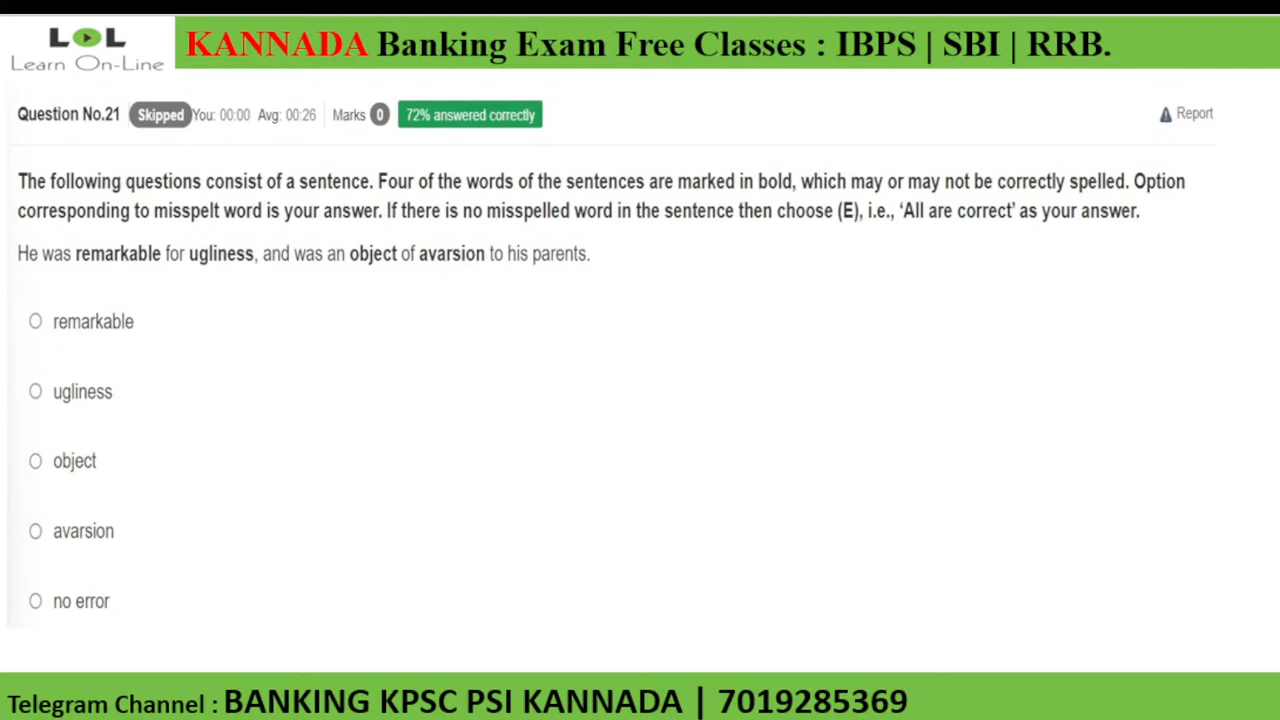 LOL
Learn On-Line
KANNADA Banking Exam Free Classes : IBPS | SBI | RRB.
Question No.21 Skipped You: 00:00 Avg: 00:26 Marks 0 72% answered correctly Report
The following questions consist of a sentence. Four of the words of the sentences are marked in bold, which may or may not be correctly spelled. Option
corresponding to misspelt word is your answer. If there is no misspelled word in the sentence then choose (E), i.e., ‘All are correct’ as your answer.
He was remarkable for ugliness, and was an object of avarsion to his parents.
remarkable
ugliness
object
avarsion
no error
Telegram Channel : BANKING KPSC PSI KANNADA | 7019285369